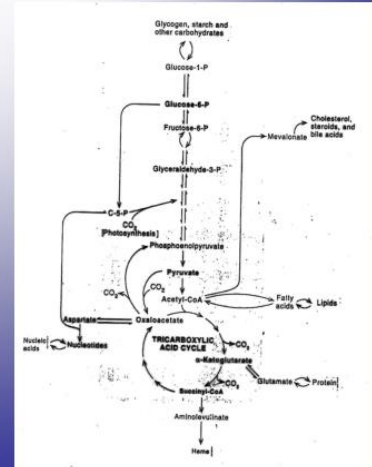 Glycogen, starch and
other carbohydrates
Glucose-1-P
Glucose-6-P
Fructose-6-P
Cholesterol,
steroids, and
bile acids
Mevalonate
Glyceraldehyde-3-P
C-5-P
CO₂
[Photosynthesis]
Phosphoenolpyruvate
Pyruvate
CO₂
CO₂
Acetyl-CoA
Fatty
acids
Lipids
Aspartate
Oxaloacetate
Nucleic
acids
Nucleotides
TRICARBOXYLIC
ACID CYCLE
CO₂
α-Ketoglutarate
CO₂
Succinyl-CoA
Glutamate
Protein
Aminolevulinate
Heme